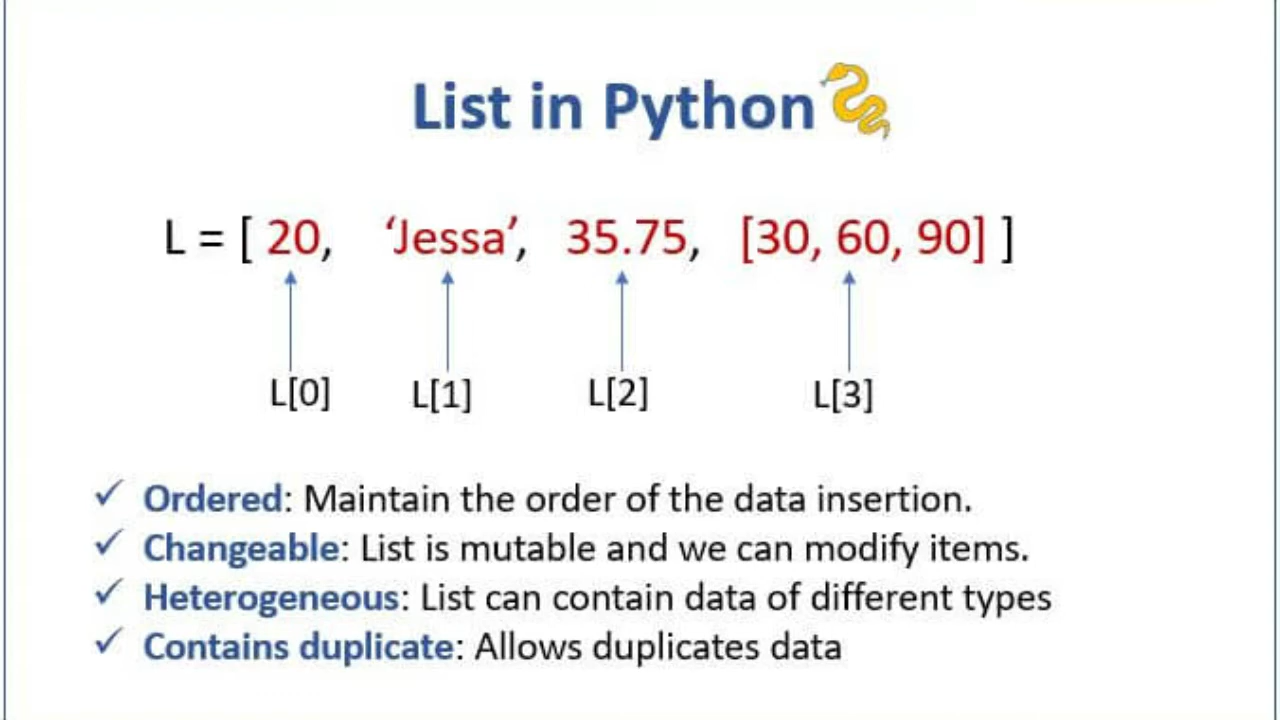 List in Python
L = [ 20, ‘Jessa’, 35.75, [30, 60, 90] ]
L[0] L[1] L[2] L[3]
✓ Ordered: Maintain the order of the data insertion.
✓ Changeable: List is mutable and we can modify items.
✓ Heterogeneous: List can contain data of different types
✓ Contains duplicate: Allows duplicates data